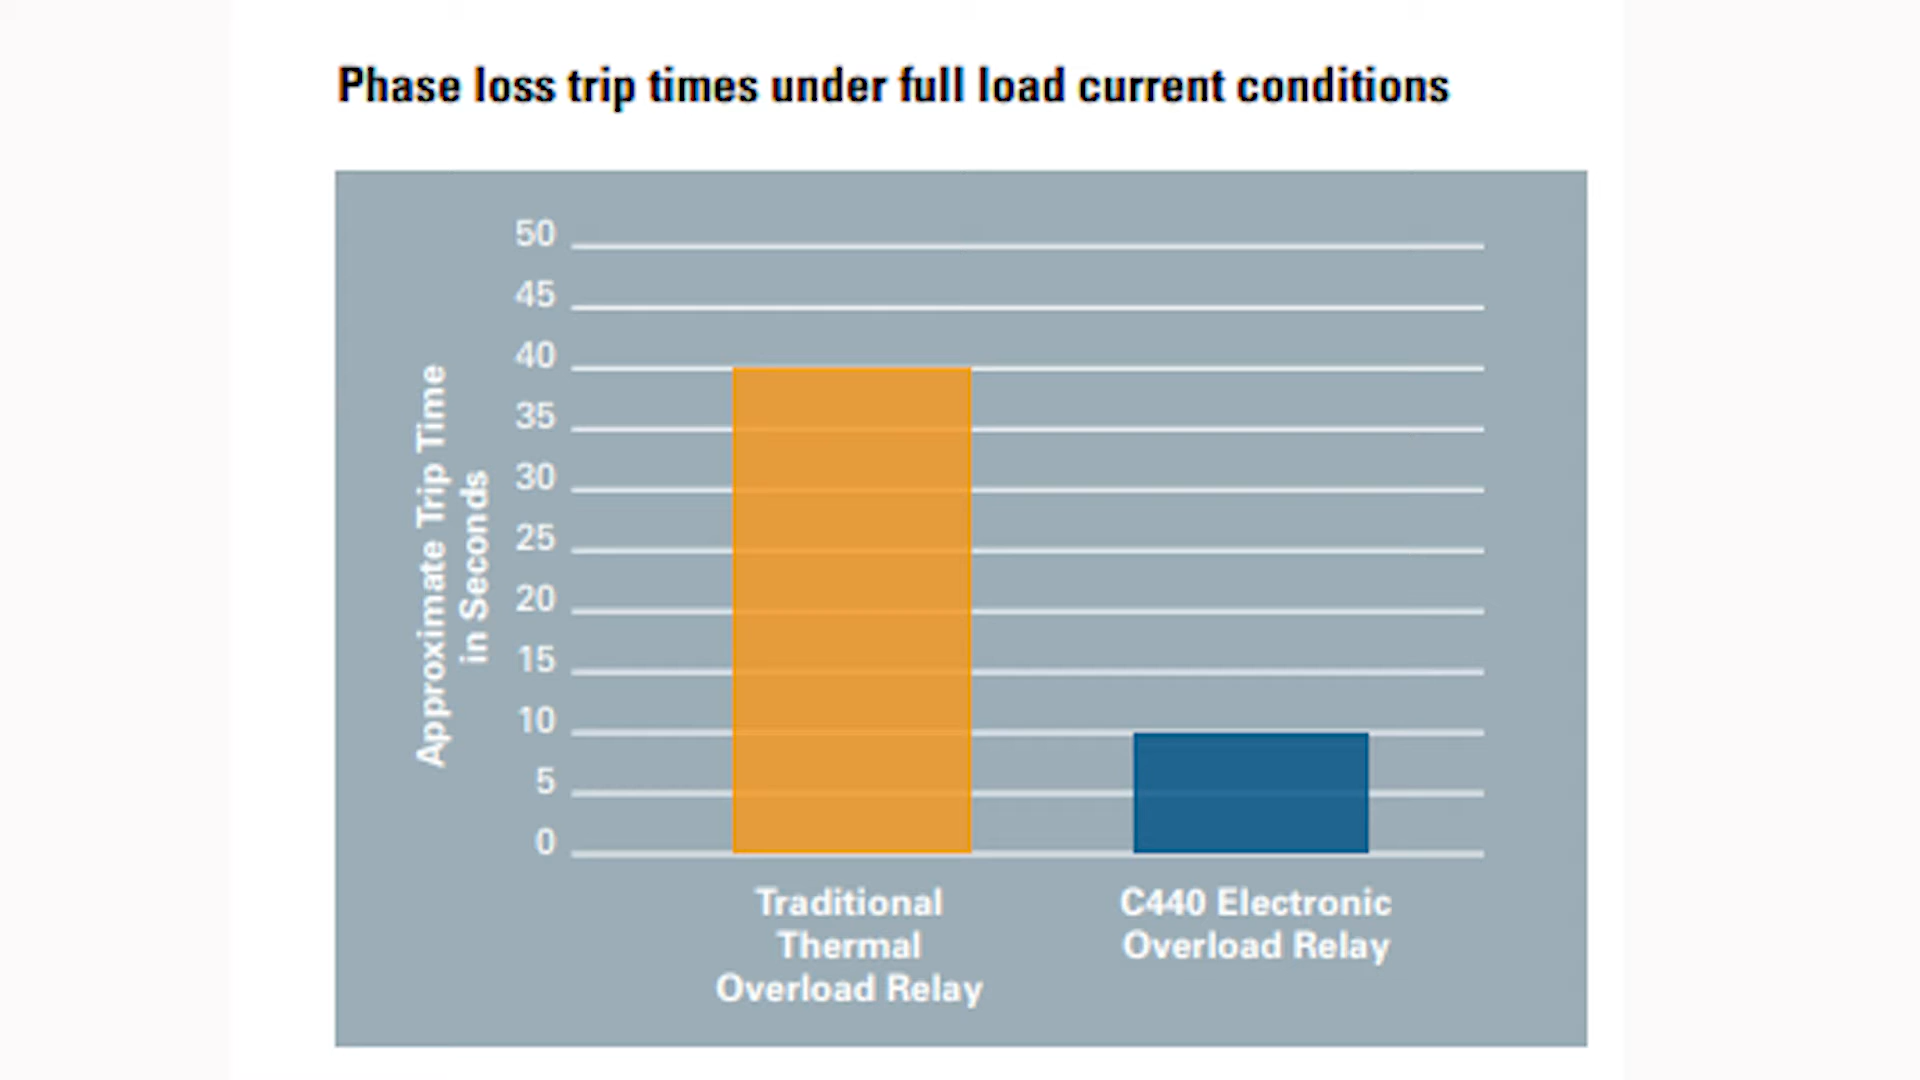 Phase loss trip times under full load current conditions
50
45
40
35
30
25
20
15
10
5
0
Approximate Trip Time
in Seconds
Traditional
Thermal
Overload Relay
C440 Electronic
Overload Relay